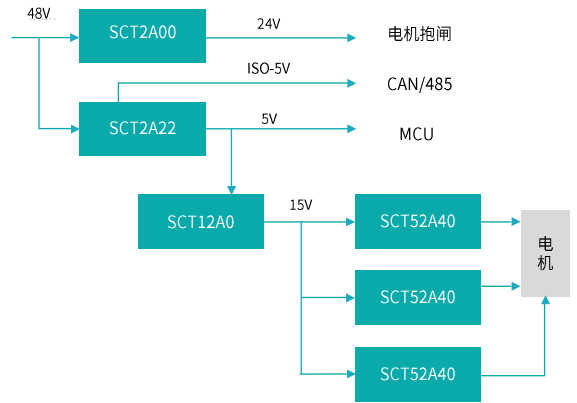 48V
SCT2A00
24V
电机抱闸
ISO-5V
CAN/485
SCT2A22
5V
MCU
SCT12A0
15V
SCT52A40
电
机
SCT52A40
SCT52A40